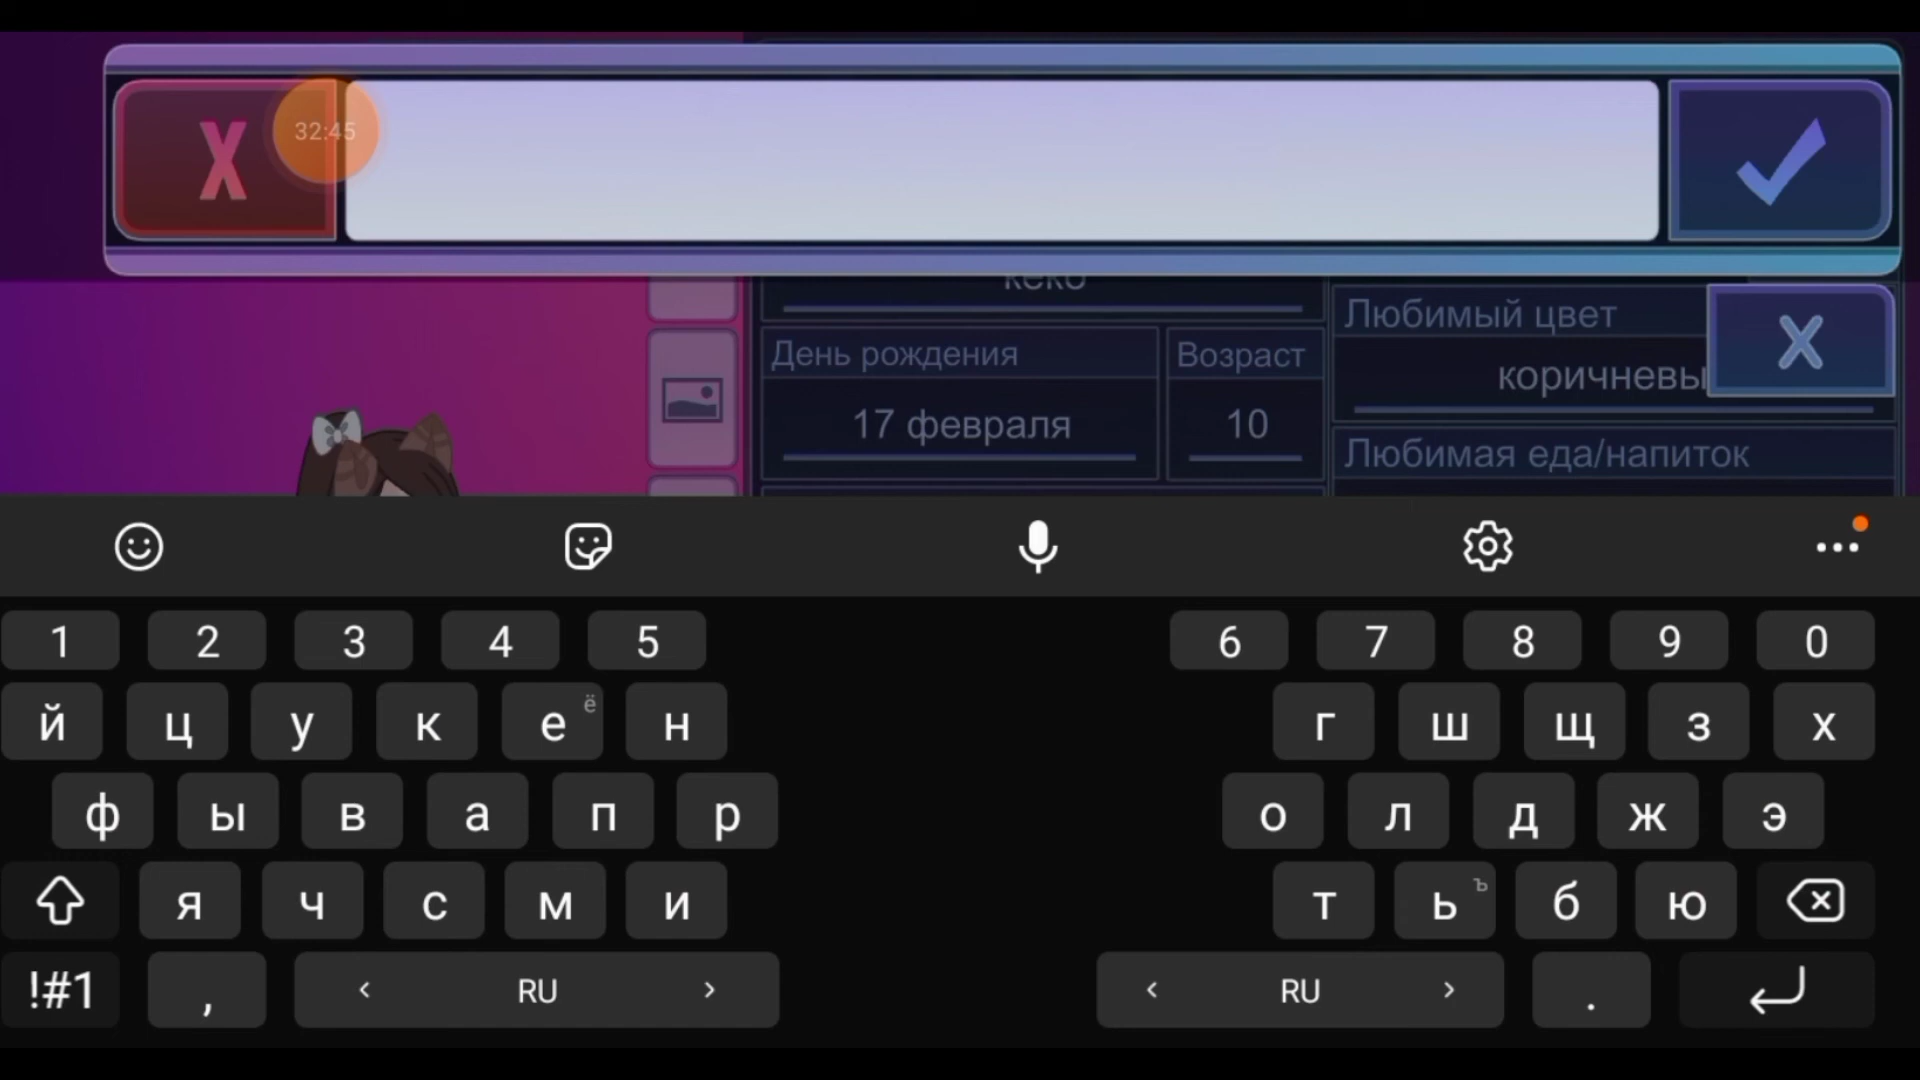 X
32:45
кеко
Любимый цвет
X
День рождения
Возраст
коричневы
17 февраля
10
Любимая еда/напиток
1 2 3 4 5 6 7 8 9 0
й ц у к е ё н г ш щ з х
ф ы в а п р о л д ж э
я ч с м и т ь ъ б ю
!#1 , < RU > < RU > .